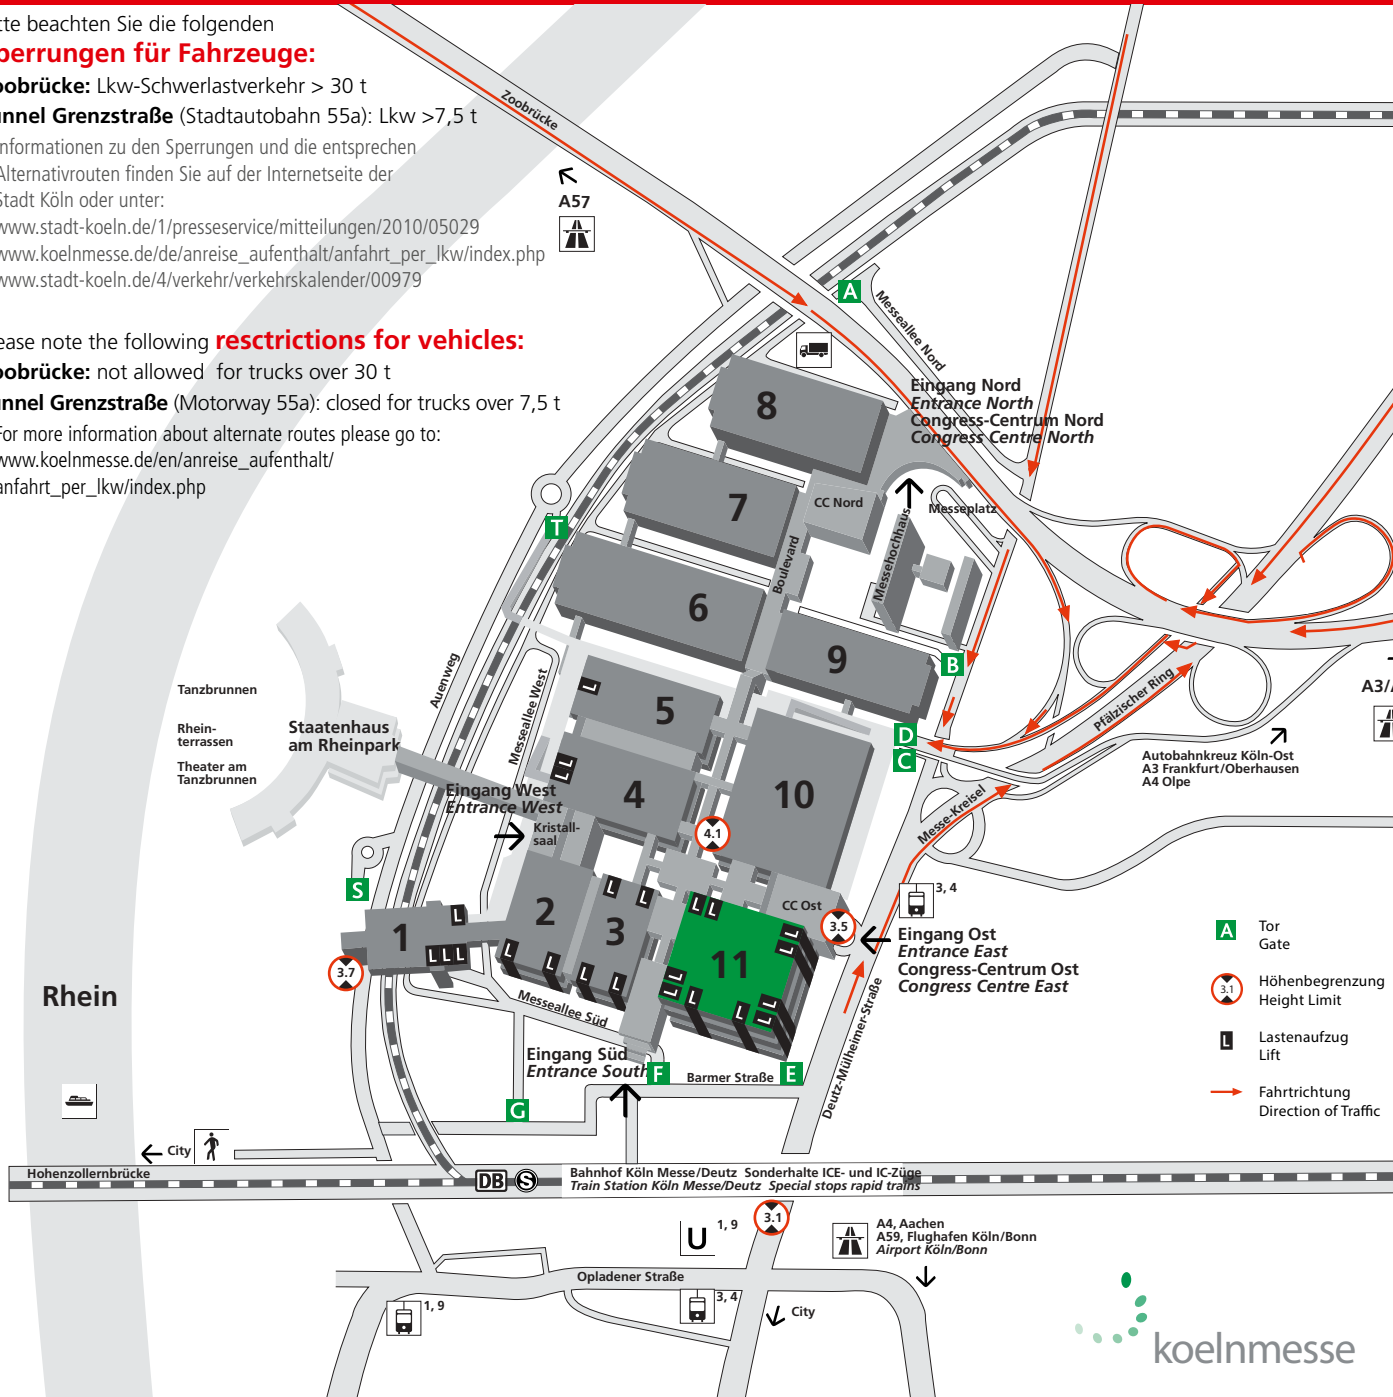 tte beachten Sie die folgenden
perrungen für Fahrzeuge:
oobrücke: Lkw-Schwerlastverkehr > 30 t
unnel Grenzstraße (Stadtautobahn 55a): Lkw >7,5 t
nformationen zu den Sperrungen und die entsprechen
Alternativrouten finden Sie auf der Internetseite der
Stadt Köln oder unter:
www.stadt-koeln.de/1/presseservice/mitteilungen/2010/05029
www.koelnmesse.de/de/anreise_aufenthalt/anfahrt_per_lkw/index.php
www.stadt-koeln.de/4/verkehr/verkehrskalender/00979
ease note the following resctrictions for vehicles:
oobrücke: not allowed for trucks over 30 t
unnel Grenzstraße (Motorway 55a): closed for trucks over 7,5 t
For more information about alternate routes please go to:
www.koelnmesse.de/en/anreise_aufenthalt/
anfahrt_per_lkw/index.php
Zoobrücke
A57
A
Messeallee Nord
Eingang Nord
Entrance North
Congress-Centrum Nord
Congress Centre North
8
7
CC Nord
Messeplatz
Messehochhaus
Boulevard
T
6
9
B
Auenweg
Messeallee West
5
D
C
Pfälzischer Ring
A3/A
Autobahnkreuz Köln-Ost
A3 Frankfurt/Oberhausen
A4 Olpe
Tanzbrunnen
Rhein-
terrassen
Theater am
Tanzbrunnen
Staatenhaus
am Rheinpark
Eingang West
Entrance West
Kristall-
saal
L
L
L
4
10
4.1
Messe-Kreisel
S
3, 4
1
L
L L L
2
L
L
3
L
L
CC Ost
3.5
L L
L
L
11
L
L
L
L
L
L
Eingang Ost
Entrance East
Congress-Centrum Ost
Congress Centre East
3.7
Rhein
Messeallee Süd
Eingang Süd
Entrance South
F
Barmer Straße
E
G
Deutz-Mülheimer-Straße
A
Tor
Gate
3.1
Höhenbegrenzung
Height Limit
L
Lastenaufzug
Lift
Fahrtrichtung
Direction of Traffic
City
Hohenzollernbrücke
DB
S
Bahnhof Köln Messe/Deutz Sonderhalte ICE- und IC-Züge
Train Station Köln Messe/Deutz Special stops rapid trains
U
1, 9
3.1
A4, Aachen
A59, Flughafen Köln/Bonn
Airport Köln/Bonn
Opladener Straße
1, 9
3, 4
City
koelnmesse